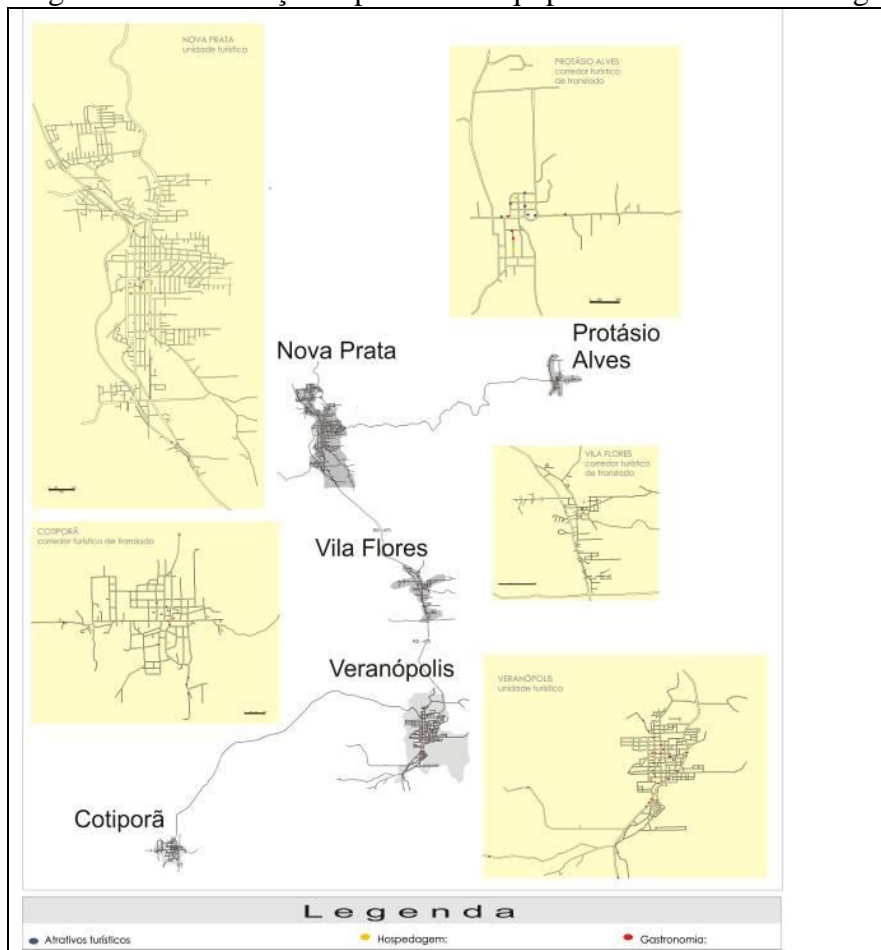 NOVA PRATA
unidade turística
PROTÁSIO ALVES
corredor turístico
de translado
Nova Prata
Protásio
Alves
VILA FLORES
corredor turístico
de translado
COTIPORÃ
corredor turístico de translado
Vila Flores
Veranópolis
VERANÓPOLIS
unidade turística
Cotiporã
Legenda
Atrativos turísticos
Hospedagem:
Gastronomia: